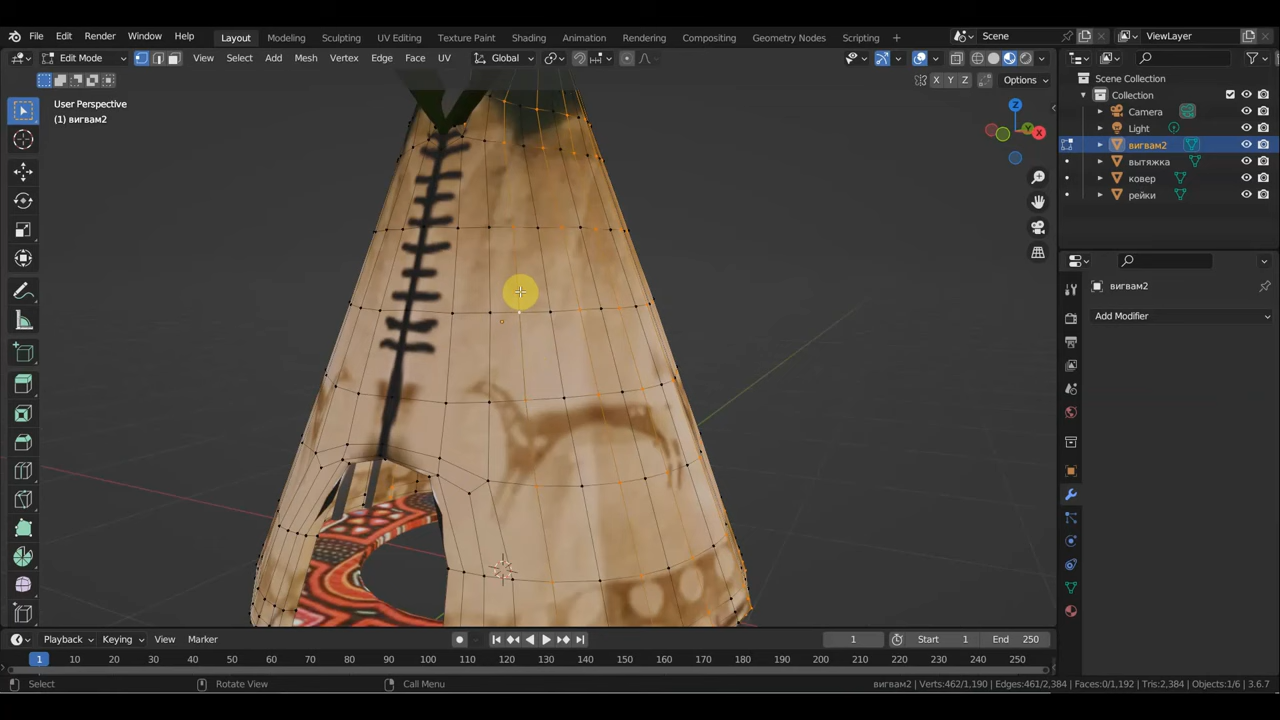 File Edit Render Window Help Layout Modeling Sculpting UV Editing Texture Paint Shading Animation Rendering Compositing Geometry Nodes Scripting Scene ViewLayer
Edit Mode View Select Add Mesh Vertex Edge Face UV Global
X Y Z Options
User Perspective
(1) вигвам2
Z
Y X
Scene Collection
Collection
Camera
Light
вигвам2
вытяжка
ковер
рейки
вигвам2
Add Modifier
Playback Keying View Marker 1 Start 1 End 250
1 10 20 30 40 50 60 70 80 90 100 110 120 130 140 150 160 170 180 190 200 210 220 230 240 250
Select Rotate View Call Menu вигвам2 | Verts:462/1,190 | Edges:461/2,384 | Faces:0/1,192 | Tris:2,384 | Objects:1/6 | 3.6.7